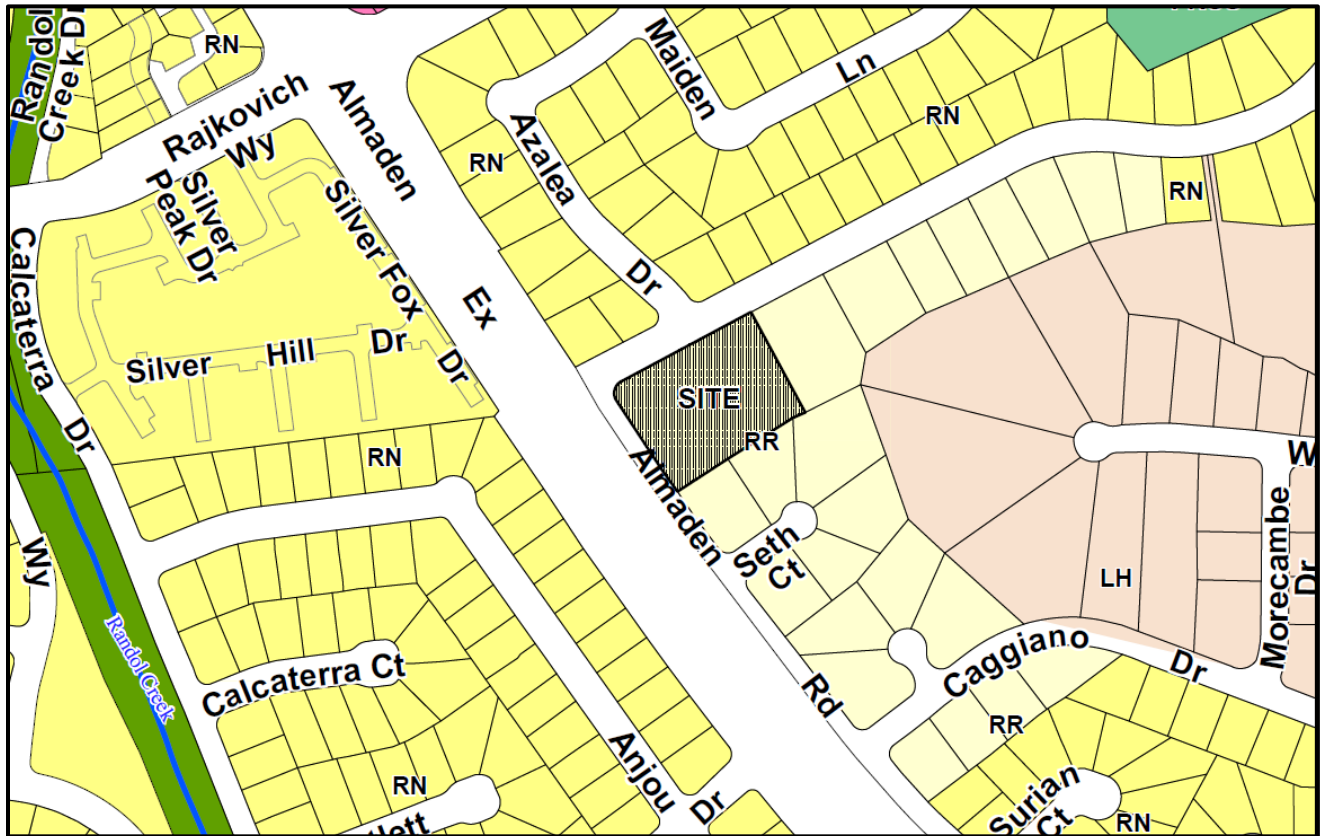 Randol
Creek Dr
RN
Rajkovich
Wy
Almaden
Ex
Maiden
Ln
RN
Azalea
Dr
RN
RN
Silver
Peak Dr
Silver Fox
Dr
Silver Hill Dr
Calcaterra
Dr
SITE
RR
RN
Almaden
Rd
Seth
Ct
W
Morecambe
Dr
LH
Wy
Randol Creek
Calcaterra Ct
Caggiano
Dr
RR
Anjou
Dr
RN
Surian
Ct
RN